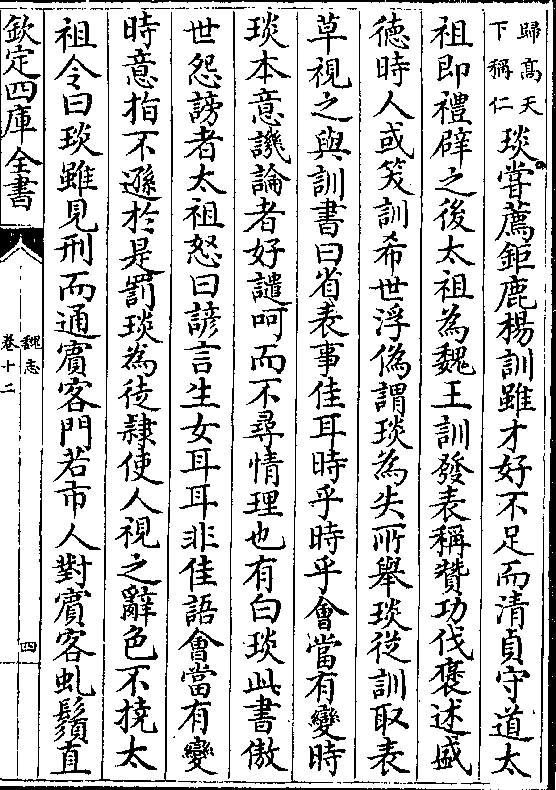 歸高天
下稱仁
琰嘗薦鉅鹿楊訓雖才好不足而清貞守道太
祖即禮辟之後太祖為魏王訓發表稱贊功伐褒述盛
徳時人或笑訓希世浮偽謂琰為失所舉琰從訓取表
草視之與訓書曰省表事佳耳時乎時乎會當有變時
琰本意譏論者好譴呵而不尋情理也有白琰此書傲
世怨謗者太祖怒曰諺言生女耳耳非佳語會當有變
時意指不遜於是罰琰為徒隸使人視之辭色不撓太
祖令曰琰雖見刑而通賔客門若市人對賔客虬鬚直
欽定四庫全書
魏志
卷十二
四